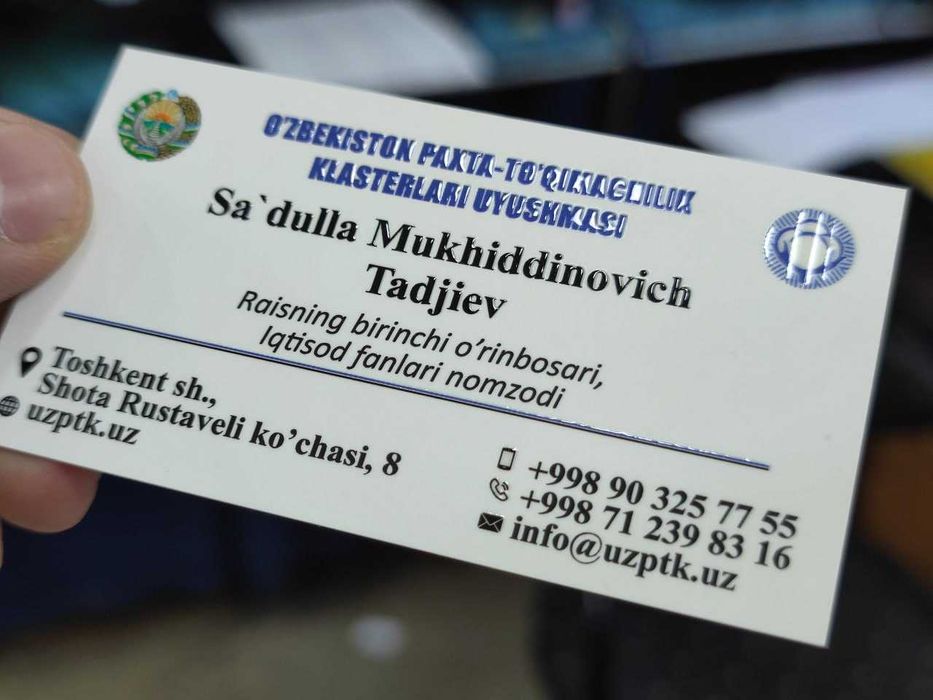 O'ZBEKISTON PAXTA-TO'QIMACHILIK
KLASTERLARI UYUSHMASI
Sa`dulla Mukhiddinovich
Tadjiev
Raisning birinchi o’rinbosari,
Iqtisod fanlari nomzodi
Toshkent sh.,
Shota Rustaveli ko’chasi, 8
uzptk.uz
+998 90 325 77 55
+998 71 239 83 16
info@uzptk.uz